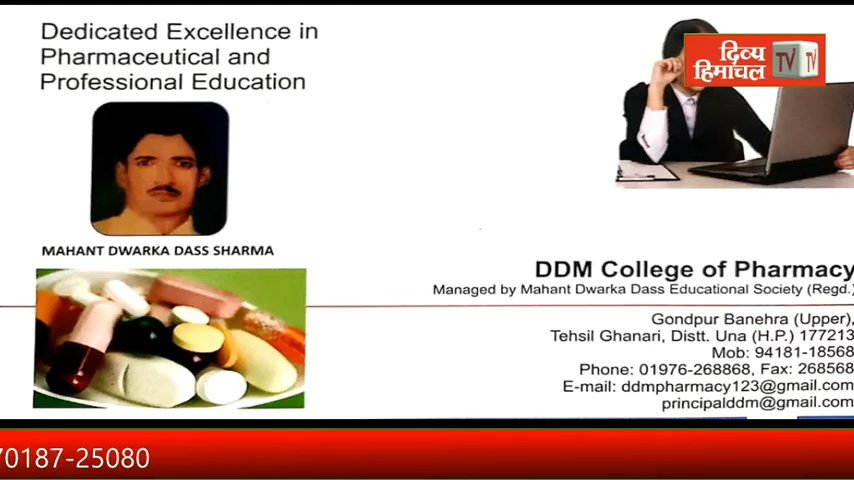 Dedicated Excellence in
Pharmaceutical and
Professional Education
दिव्य
हिमाचल
TV TV
MAHANT DWARKA DASS SHARMA
DDM College of Pharmacy
Managed by Mahant Dwarka Dass Educational Society (Regd.)
Gondpur Banehra (Upper),
Tehsil Ghanari, Distt. Una (H.P.) 177213
Mob: 94181-18568
Phone: 01976-268868, Fax: 268568
E-mail: ddmpharmacy123@gmail.com
principalddm@gmail.com
70187-25080